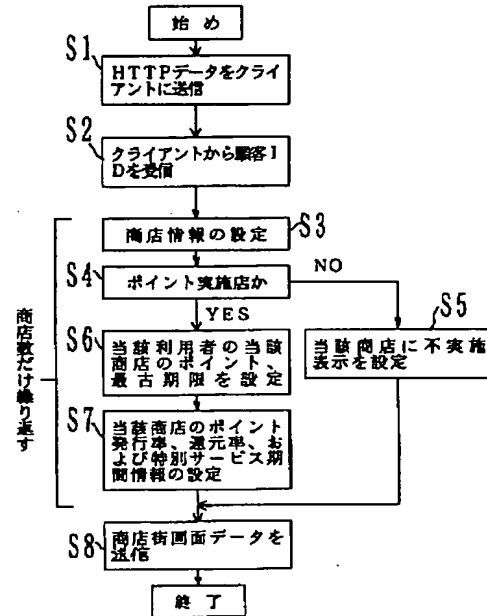 始め
S1
HTTPデータをクライ
アントに送信
S2
クライアントから顧客I
Dを受信
S3
商店情報の設定
S4
ポイント実施店か
NO
YES
S5
当該商店に不実施
表示を設定
S6
当該利用者の当該
商店のポイント、
最古期限を設定
S7
当該商店のポイント
発行率、還元率、お
よび特別サービス期
間情報の設定
商店数だけ繰り返す
S8
商店街画面データを
送信
終了